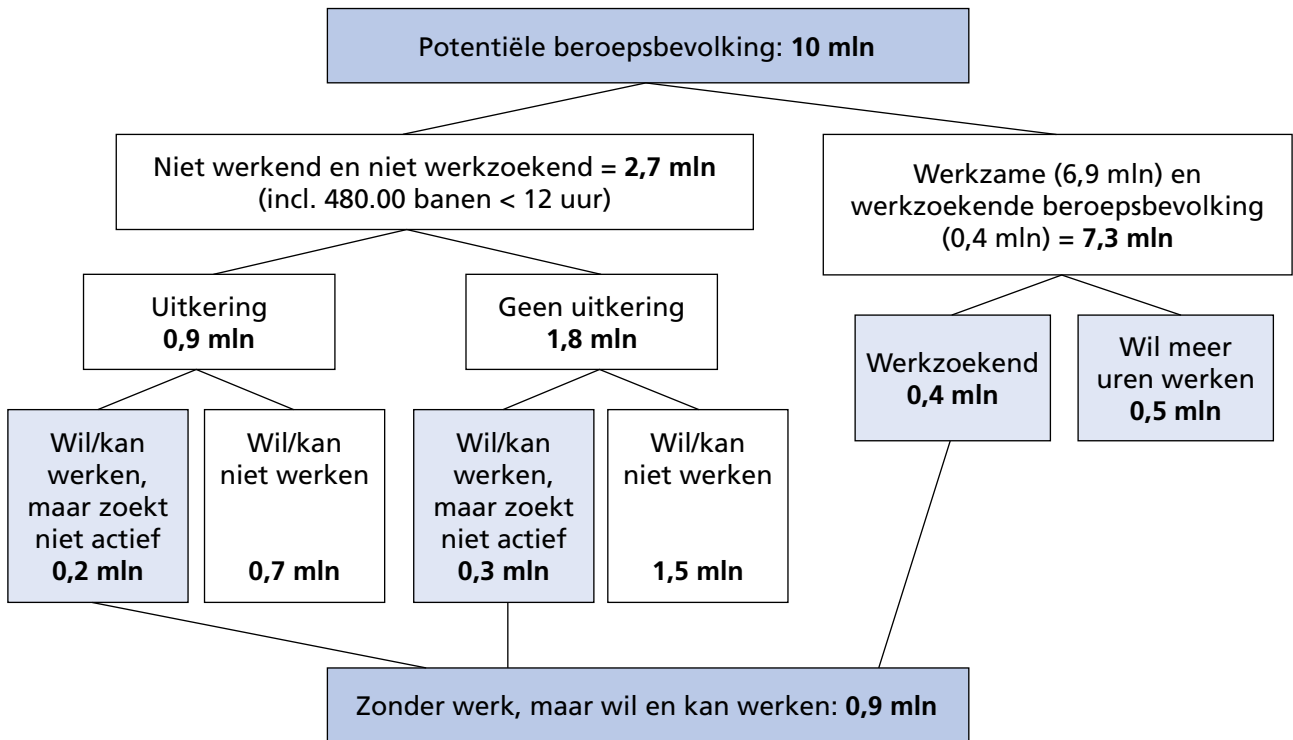 Potentiële beroepsbevolking: 10 mln
Niet werkend en niet werkzoekend = 2,7 mln
(incl. 480.00 banen < 12 uur)
Werkzame (6,9 mln) en
werkzoekende beroepsbevolking
(0,4 mln) = 7,3 mln
Uitkering
0,9 mln
Geen uitkering
1,8 mln
Werkzoekend
0,4 mln
Wil meer
uren werken
0,5 mln
Wil/kan
werken,
maar zoekt
niet actief
0,2 mln
Wil/kan
niet werken
0,7 mln
Wil/kan
werken,
maar zoekt
niet actief
0,3 mln
Wil/kan
niet werken
1,5 mln
Zonder werk, maar wil en kan werken: 0,9 mln